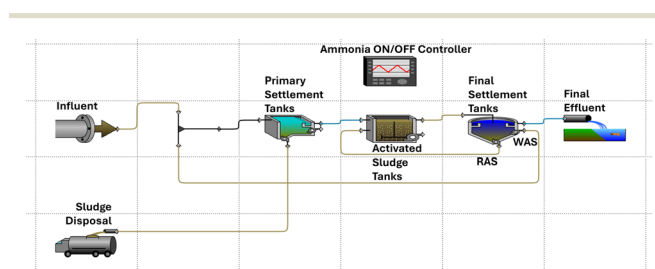 Ammonia ON/OFF Controller
Primary
Settlement
Tanks
Final
Settlement
Tanks
Final
Effluent
Influent
Activated
Sludge
Tanks
WAS
RAS
Sludge
Disposal